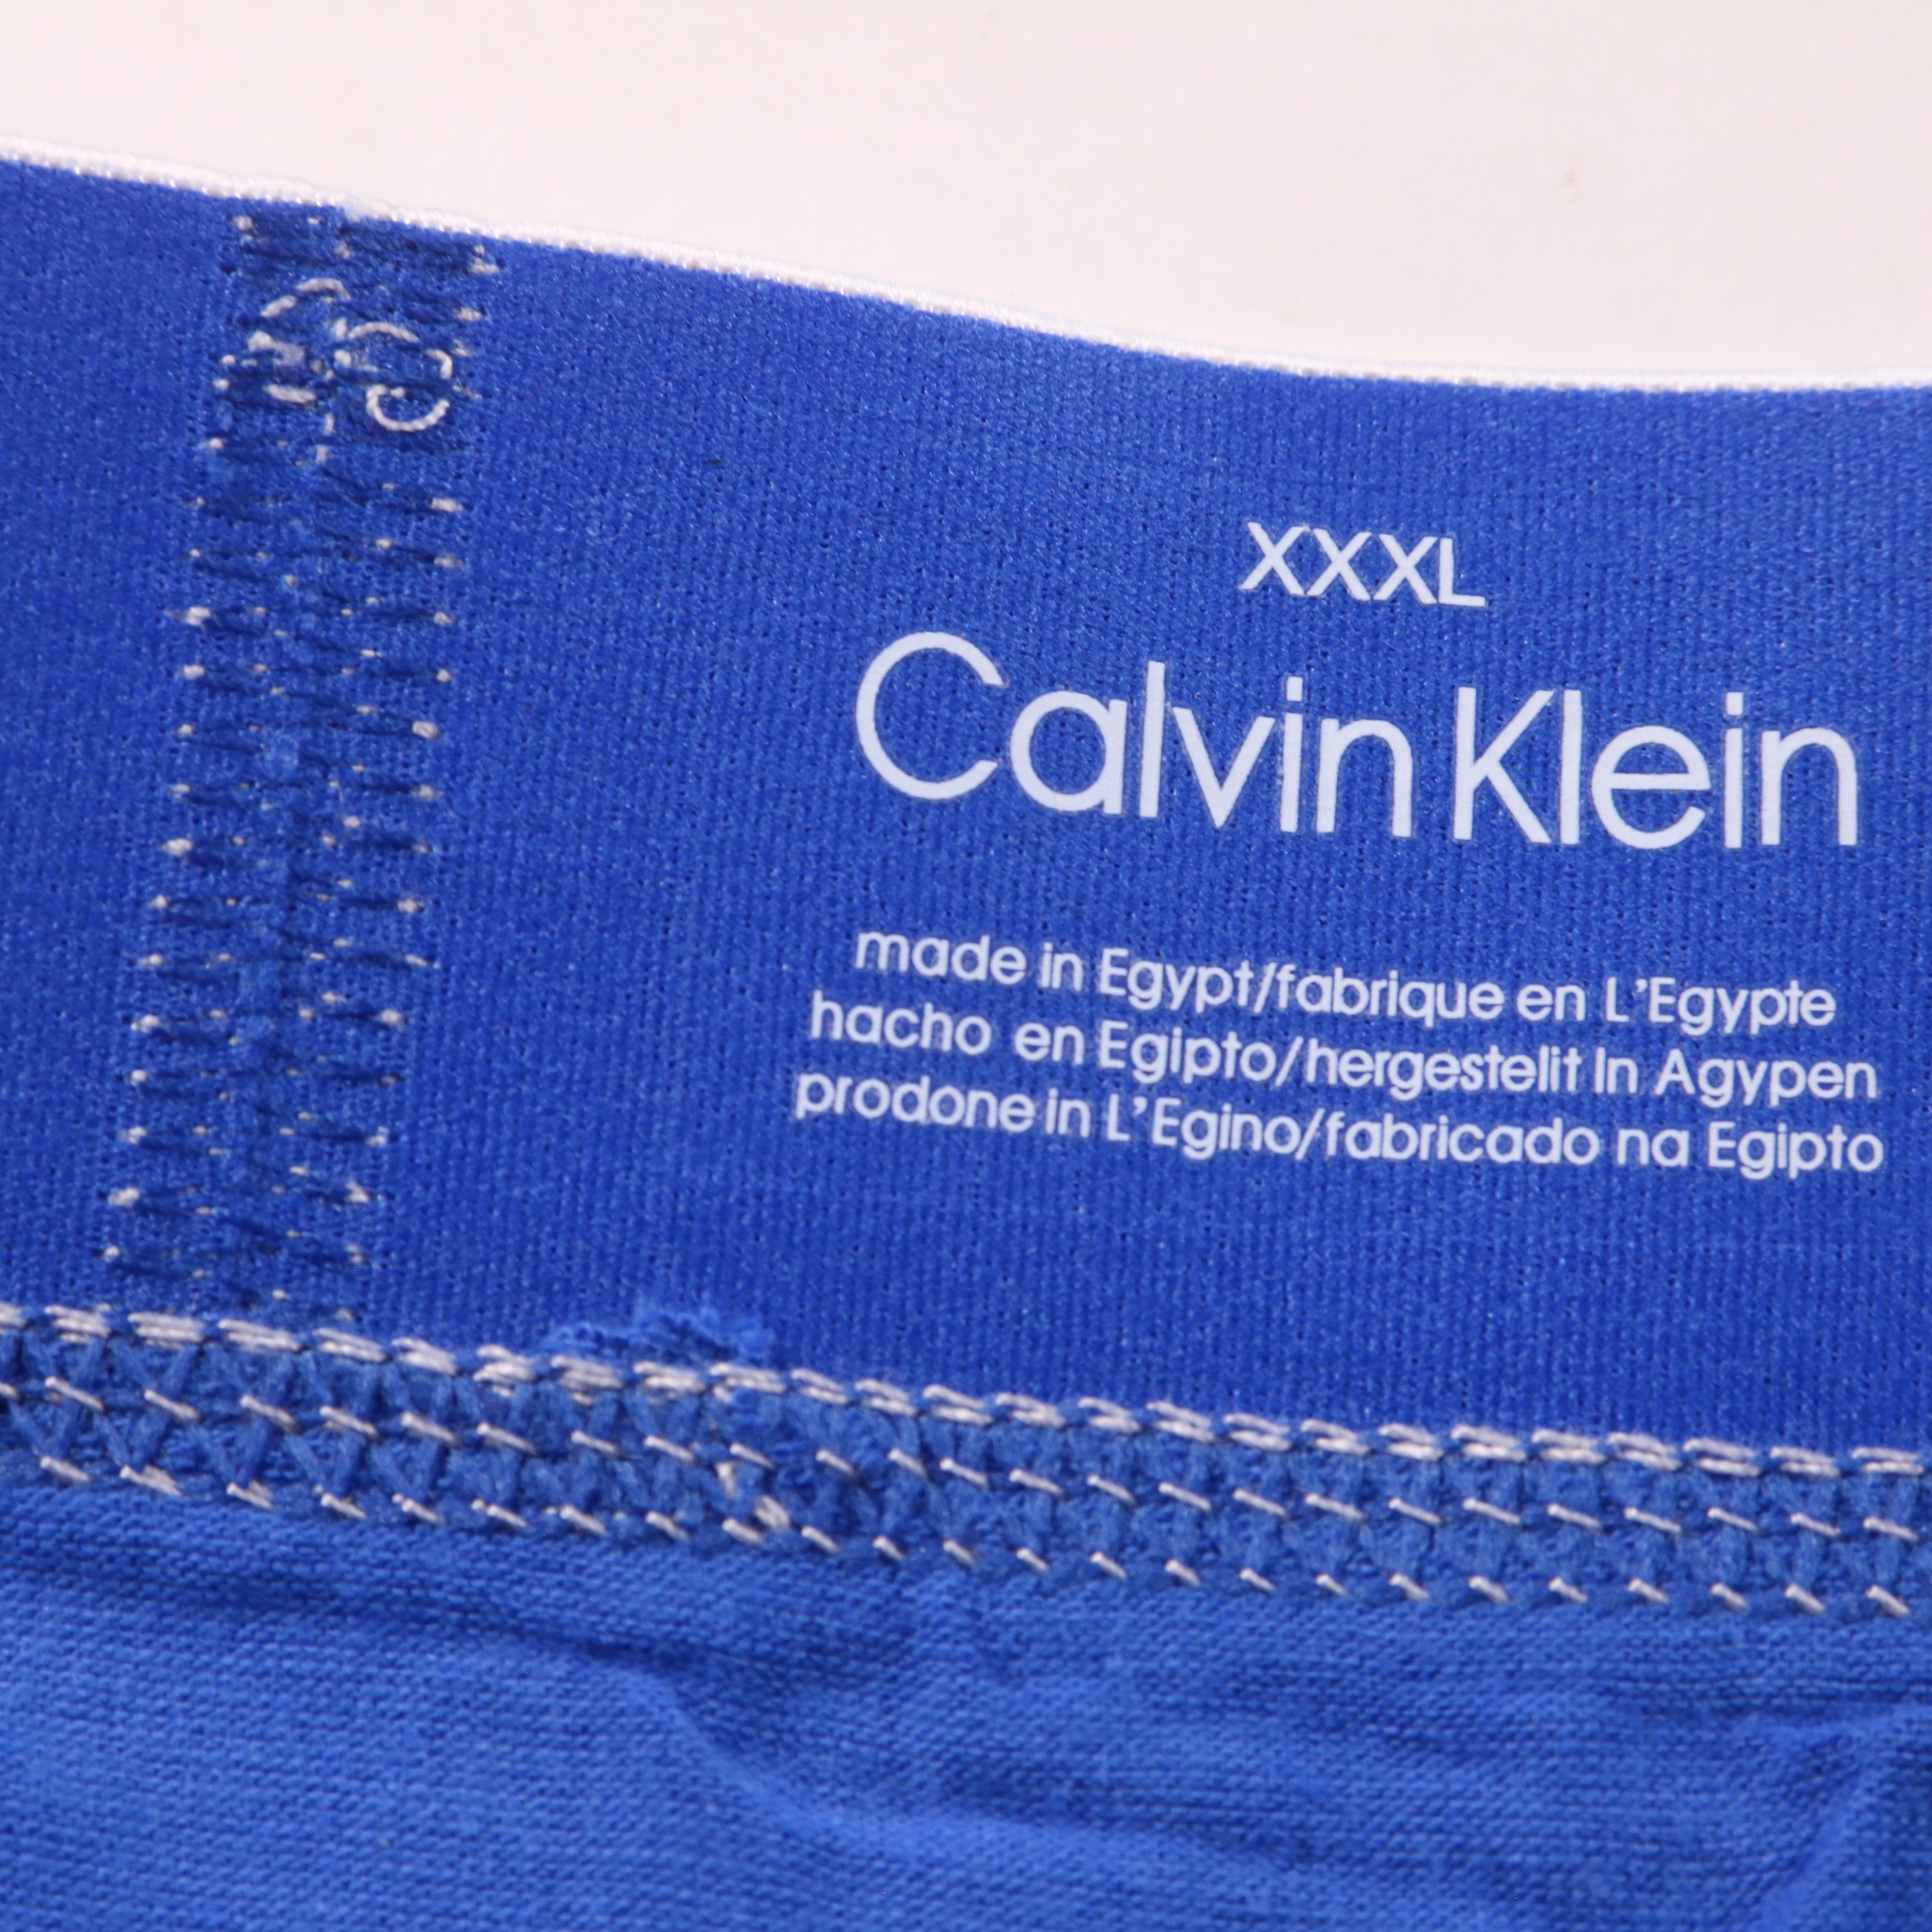 XXXL
Calvin Klein
made in Egypt/fabrique en L'Egypte
hacho en Egipto/hergestelit In Agypen
prodone in L'Egino/fabricado na Egipto